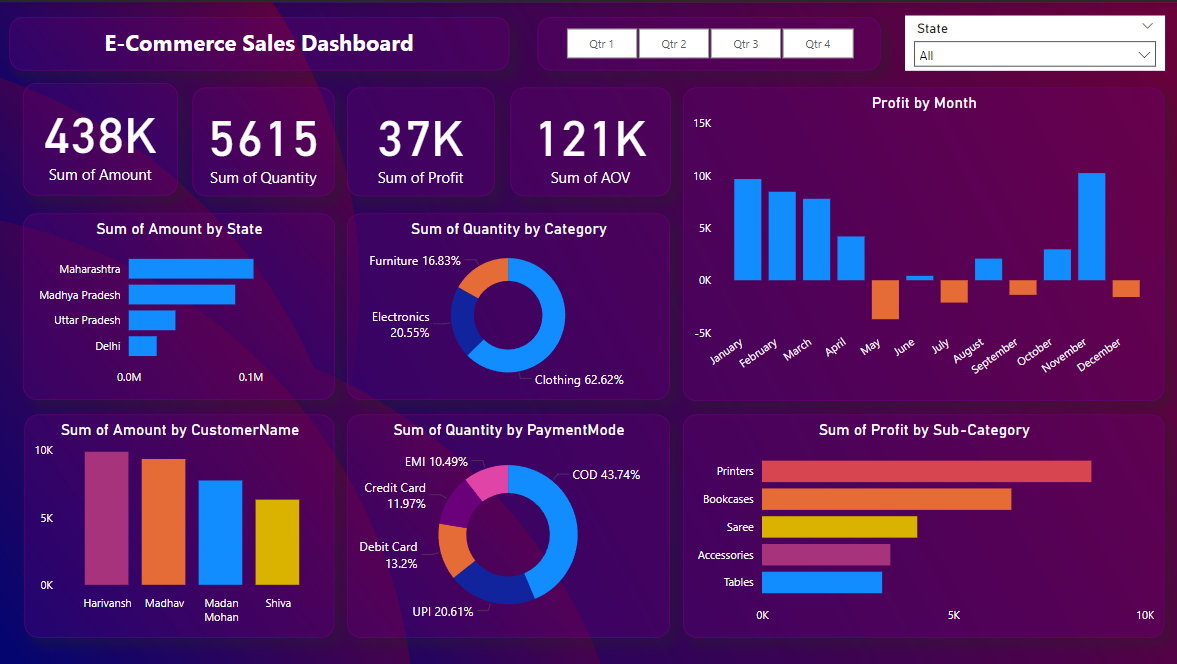 E-Commerce Sales Dashboard
Qtr 1
Qtr 2
Qtr 3
Qtr 4
State
All
438K
Sum of Amount
5615
Sum of Quantity
37K
Sum of Profit
121K
Sum of AOV
Profit by Month
15K
10K
5K
0K
-5K
January
February
March
April
May
June
July
August
September
October
November
December
Sum of Amount by State
Maharashtra
Madhya Pradesh
Uttar Pradesh
Delhi
0.0M
0.1M
Sum of Quantity by Category
Furniture 16.83%
Electronics
20.55%
Clothing 62.62%
Sum of Amount by CustomerName
10K
5K
0K
Harivansh
Madhav
Madan
Mohan
Shiva
Sum of Quantity by PaymentMode
EMI 10.49%
COD 43.74%
Credit Card
11.97%
Debit Card
13.2%
UPI 20.61%
Sum of Profit by Sub-Category
Printers
Bookcases
Saree
Accessories
Tables
0K
5K
10K